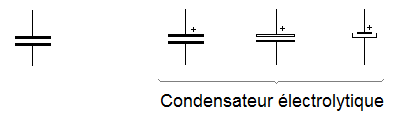 + + +
Condensateur électrolytique